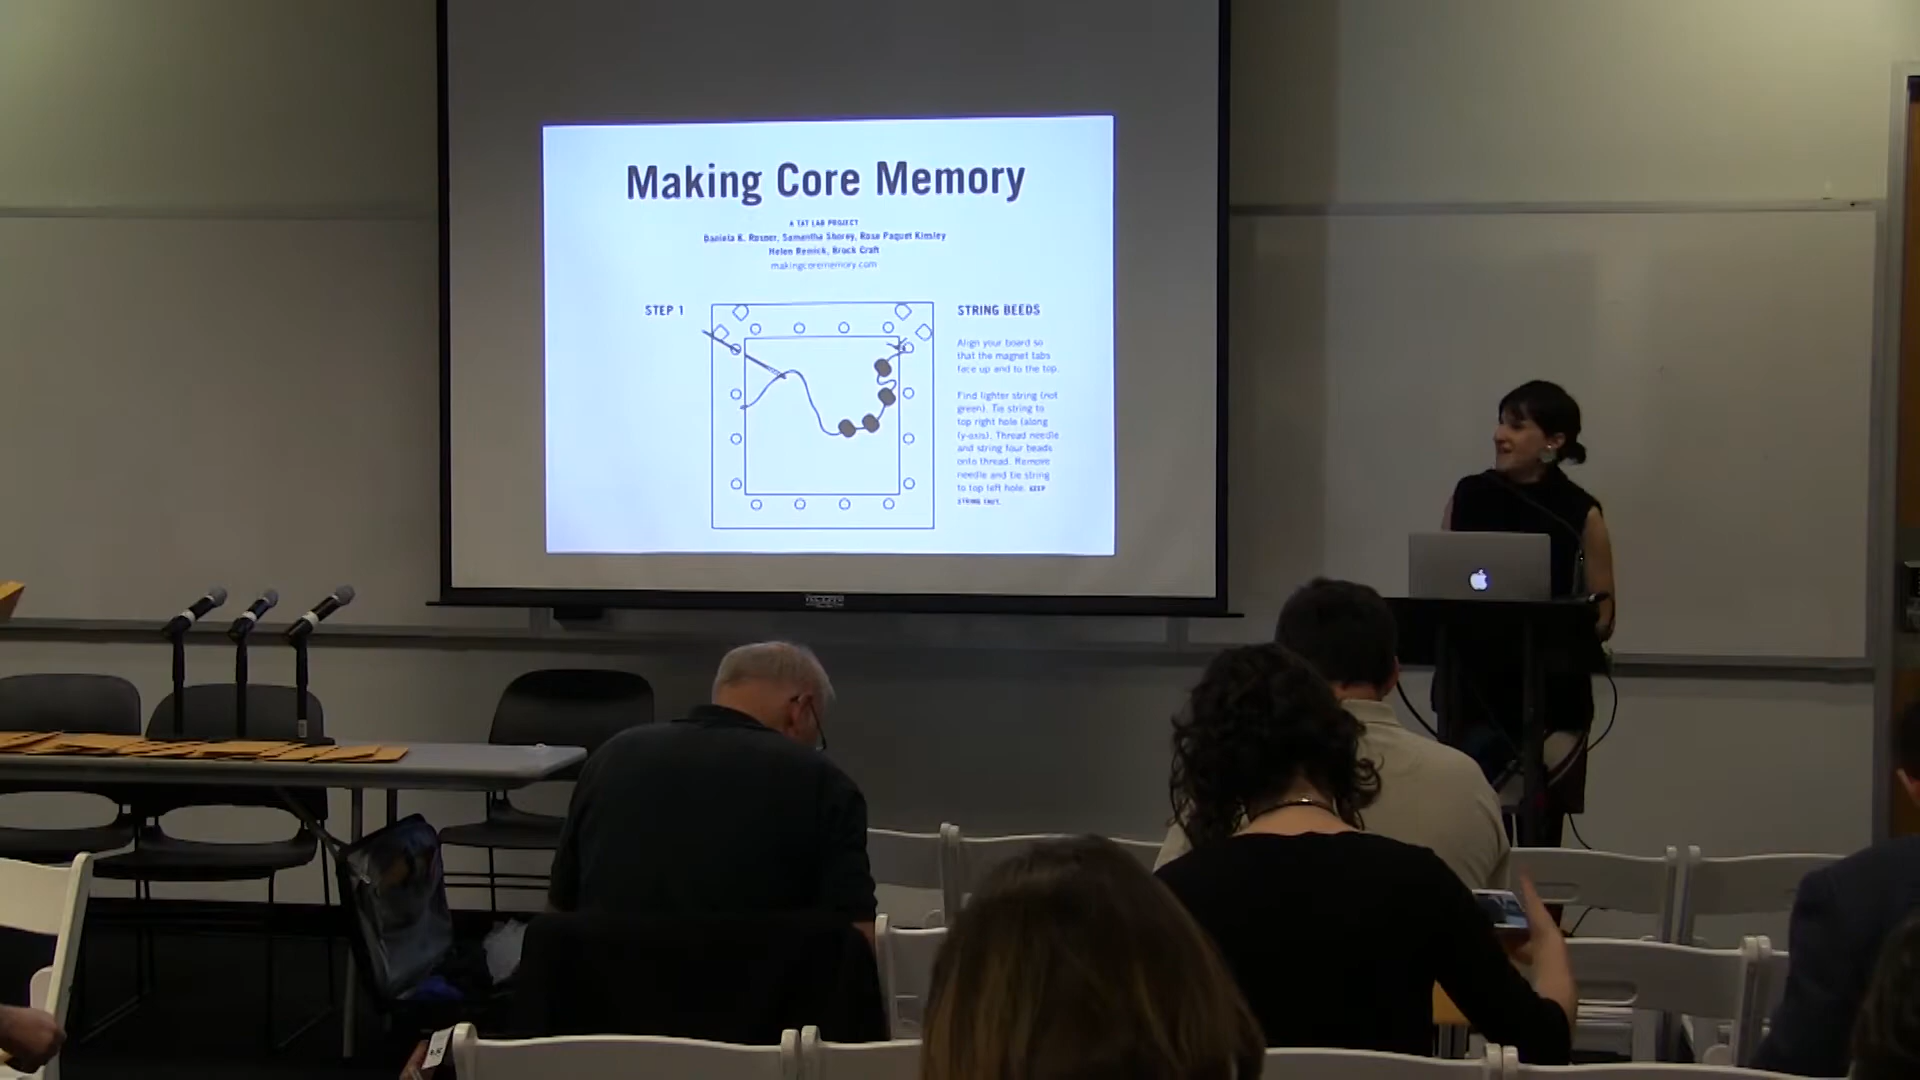 Making Core Memory
A TAT LAB PROJECT
Daniela K. Rosner, Samantha Shorey, Rose Paquet Kinsley
Helen Remick, Brock Craft
makingcorememory.com
STEP 1
STRING BEEDS
Align your board so
that the magnet tabs
face up and to the top.
Find lighter string (not
green). Tie string to
top right hole (along
(y-axis). Thread needle
and string four beads
onto thread. Remove
needle and tie string
to top left hole. KEEP
STRING TAUT.